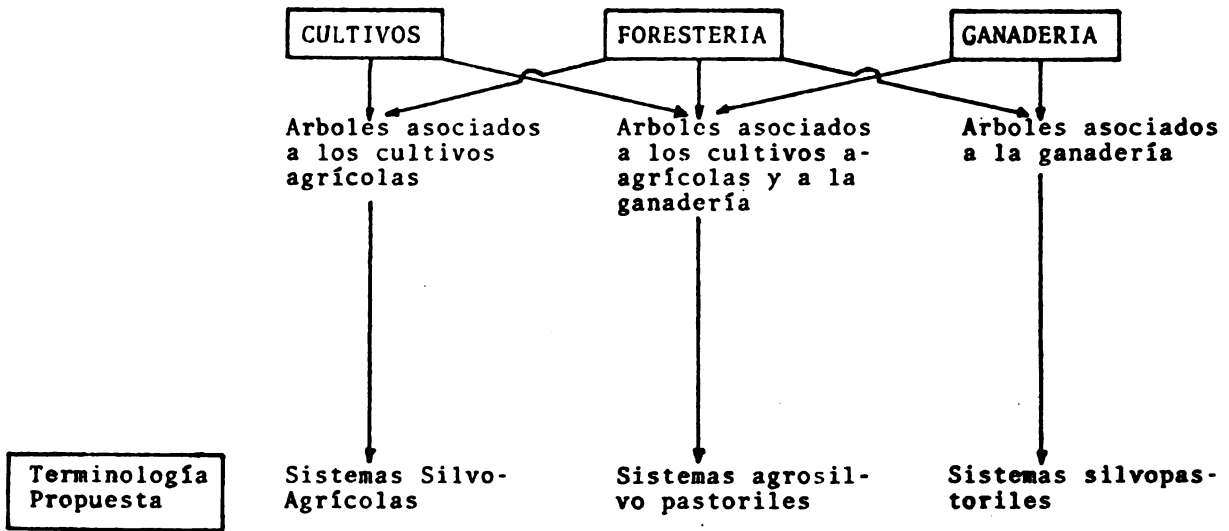 CULTIVOS
FORESTERIA
GANADERIA
Arboles asociados
a los cultivos
agrícolas
Arboles asociados
a los cultivos a-
agrícolas y a la
ganadería
Arboles asociados
a la ganadería
Terminología
Propuesta
Sistemas Silvo-
Agrícolas
Sistemas agrosil-
vo pastoriles
Sistemas silvopas-
toriles